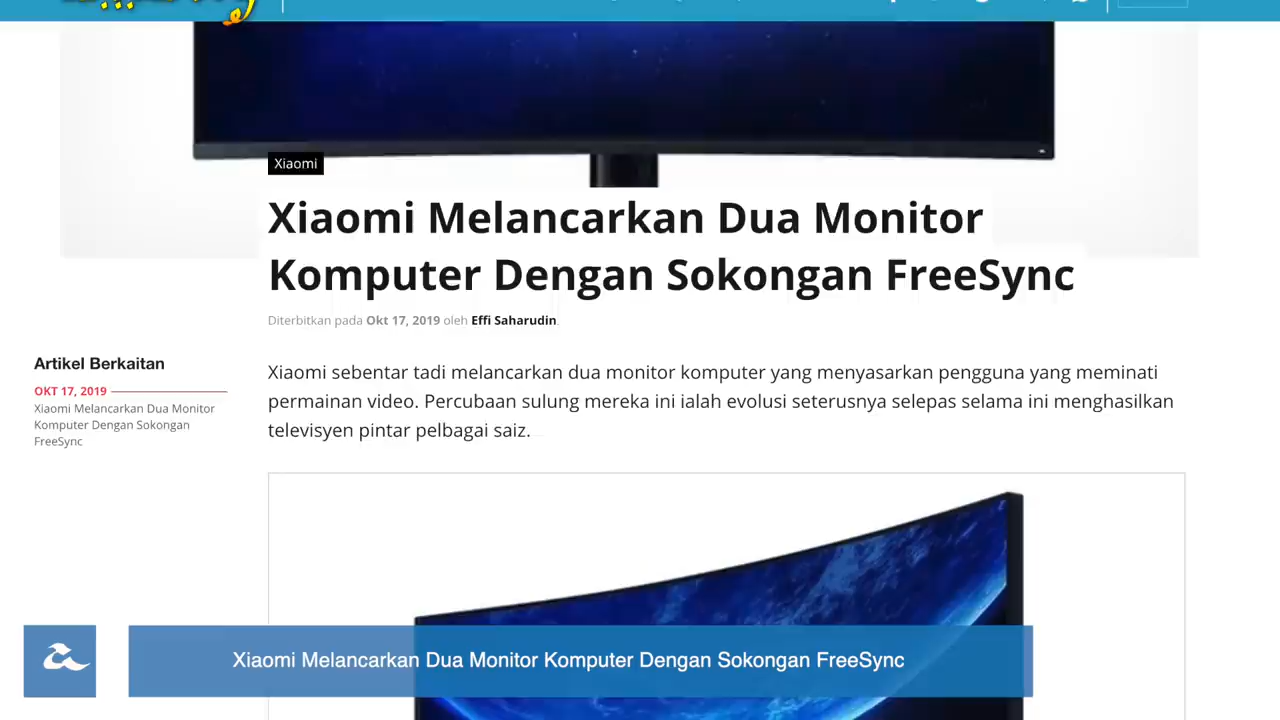 Xiaomi
Xiaomi Melancarkan Dua Monitor
Komputer Dengan Sokongan FreeSync
Diterbitkan pada Okt 17, 2019 oleh Effi Saharudin.
Artikel Berkaitan
OKT 17, 2019
Xiaomi Melancarkan Dua Monitor
Komputer Dengan Sokongan
FreeSync
Xiaomi sebentar tadi melancarkan dua monitor komputer yang menyasarkan pengguna yang meminati
permainan video. Percubaan sulung mereka ini ialah evolusi seterusnya selepas selama ini menghasilkan
televisyen pintar pelbagai saiz.
Xiaomi Melancarkan Dua Monitor Komputer Dengan Sokongan FreeSync